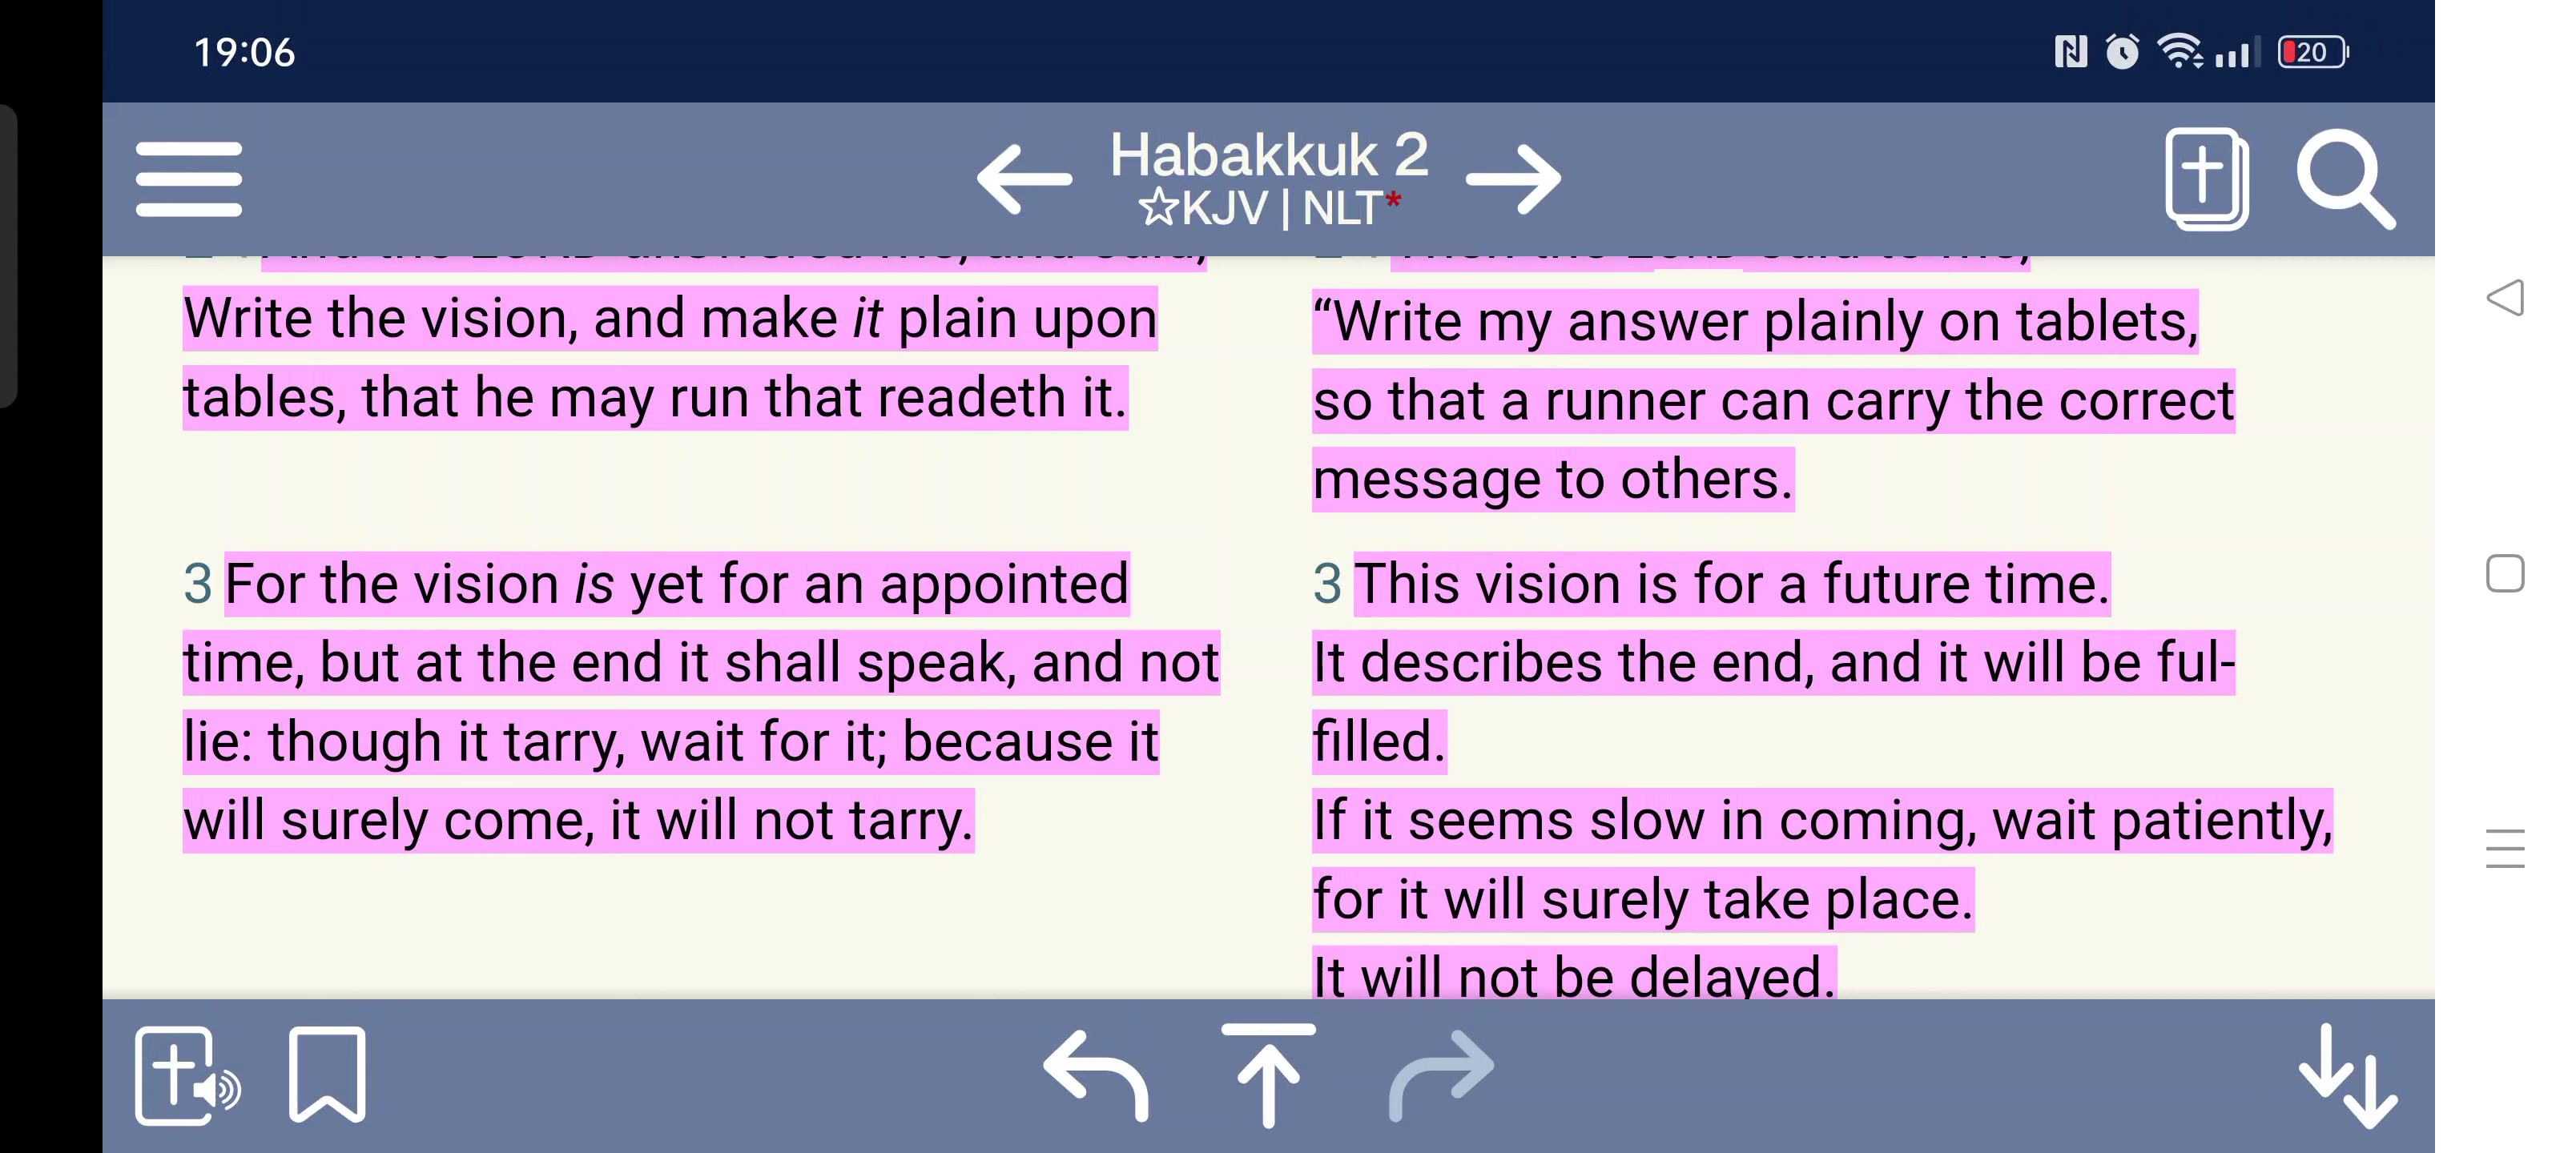 19:06
20
Habakkuk 2
☆KJV | NLT*
Write the vision, and make it plain upon
tables, that he may run that readeth it.
3 For the vision is yet for an appointed
time, but at the end it shall speak, and not
lie: though it tarry, wait for it; because it
will surely come, it will not tarry.
“Write my answer plainly on tablets,
so that a runner can carry the correct
message to others.
3 This vision is for a future time.
It describes the end, and it will be ful-
filled.
If it seems slow in coming, wait patiently,
for it will surely take place.
It will not be delayed.